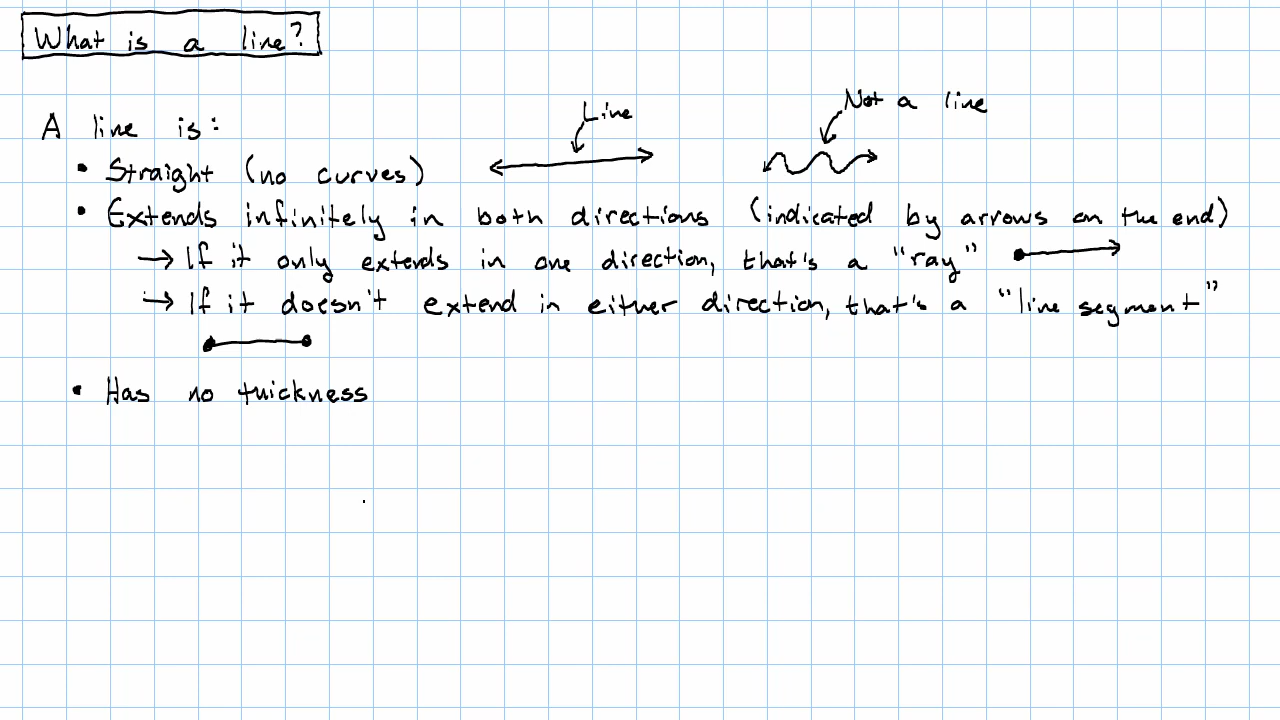 What is a line?
Line
Not a line
A line is:
• Straight (no curves)
• Extends infinitely in both directions (indicated by arrows on the end)
→ If it only extends in one direction, that's a "ray"
→ If it doesn't extend in either direction, that's a "line segment"
• Has no thickness